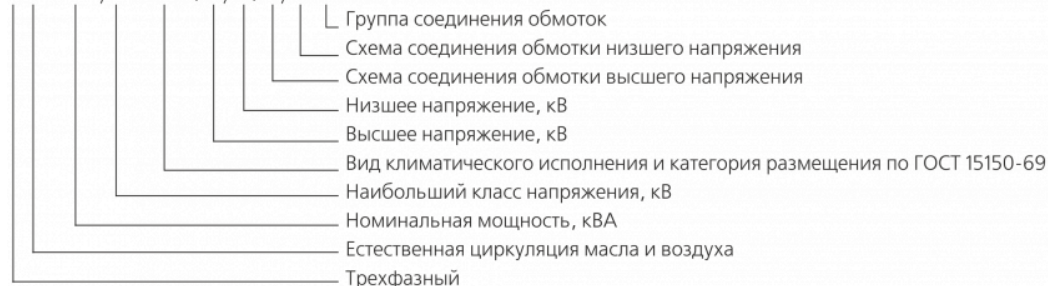 Группа соединения обмоток
Схема соединения обмотки низшего напряжения
Схема соединения обмотки высшего напряжения
Низшее напряжение, кВ
Высшее напряжение, кВ
Вид климатического исполнения и категория размещения по ГОСТ 15150-69
Наибольший класс напряжения, кВ
Номинальная мощность, кВА
Естественная циркуляция масла и воздуха
Трехфазный